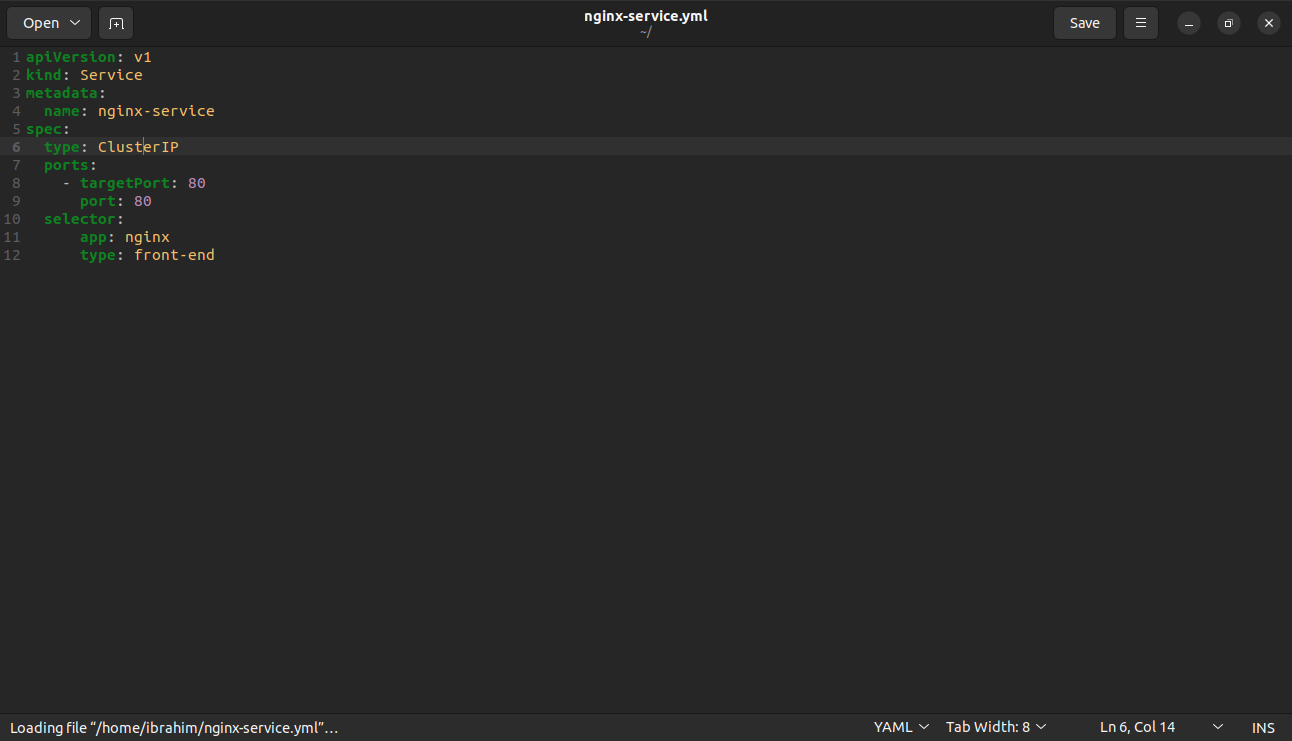 Open
nginx-service.yml
~/
Save
1 apiVersion: v1
2 kind: Service
3 metadata:
4   name: nginx-service
5 spec:
6   type: ClusterIP
7   ports:
8     - targetPort: 80
9       port: 80
10   selector:
11       app: nginx
12       type: front-end
Loading file “/home/ibrahim/nginx-service.yml”…
YAML
Tab Width: 8
Ln 6, Col 14
INS